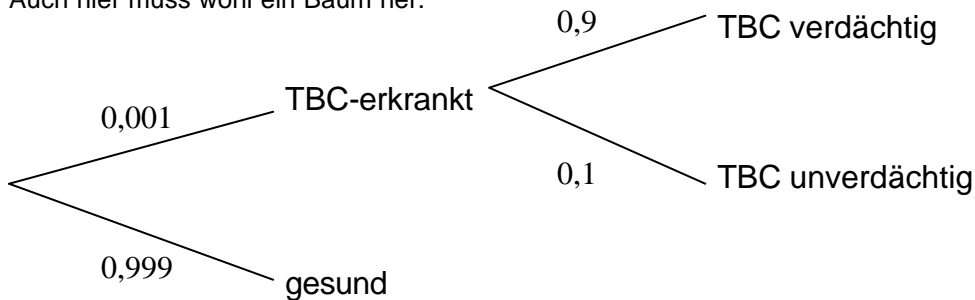 Auch hier muss wohl ein Baum her:
0,9
TBC verdächtig
TBC-erkrankt
0,001
0,1
TBC unverdächtig
0,999
gesund